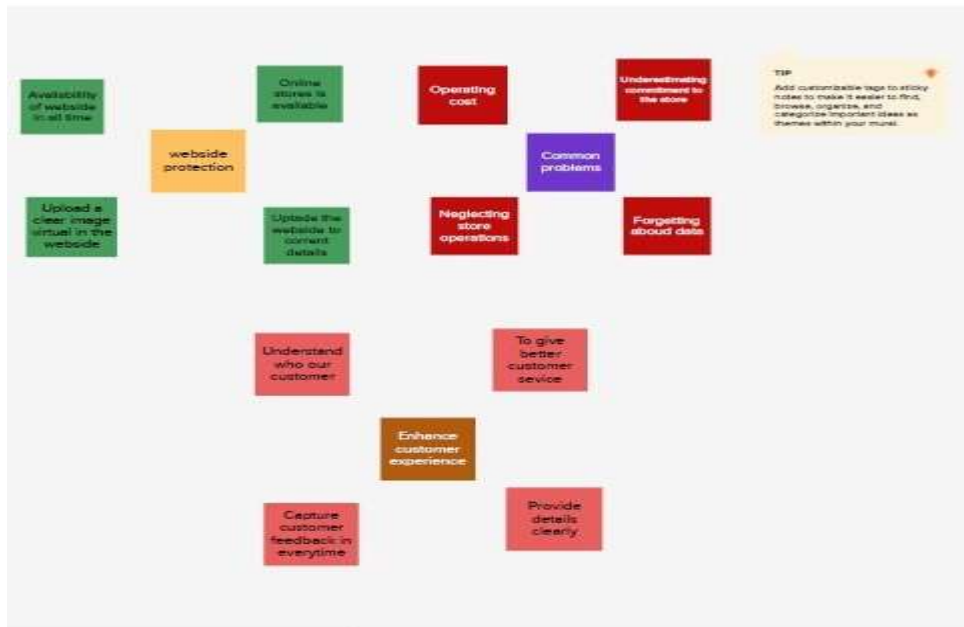 Availability
of webside
in all time
Online
stores is
available
webside
protection
Upload a
clear image
virtual in the
webside
Uptade the
webside to
corrent
details
Operating
cost
Underestimating
commitment to
the store
Common
problems
Neglecting
store
operations
Forgetting
aboud data
TIP
Add customizable tags to sticky
notes to make it easier to find,
browse, organize, and
categorize important ideas as
themes within your mural.
Understand
who our
customer
To give
better
customer
sevice
Enhance
customer
experience
Capture
customer
feedback in
everytime
Provide
details
clearly